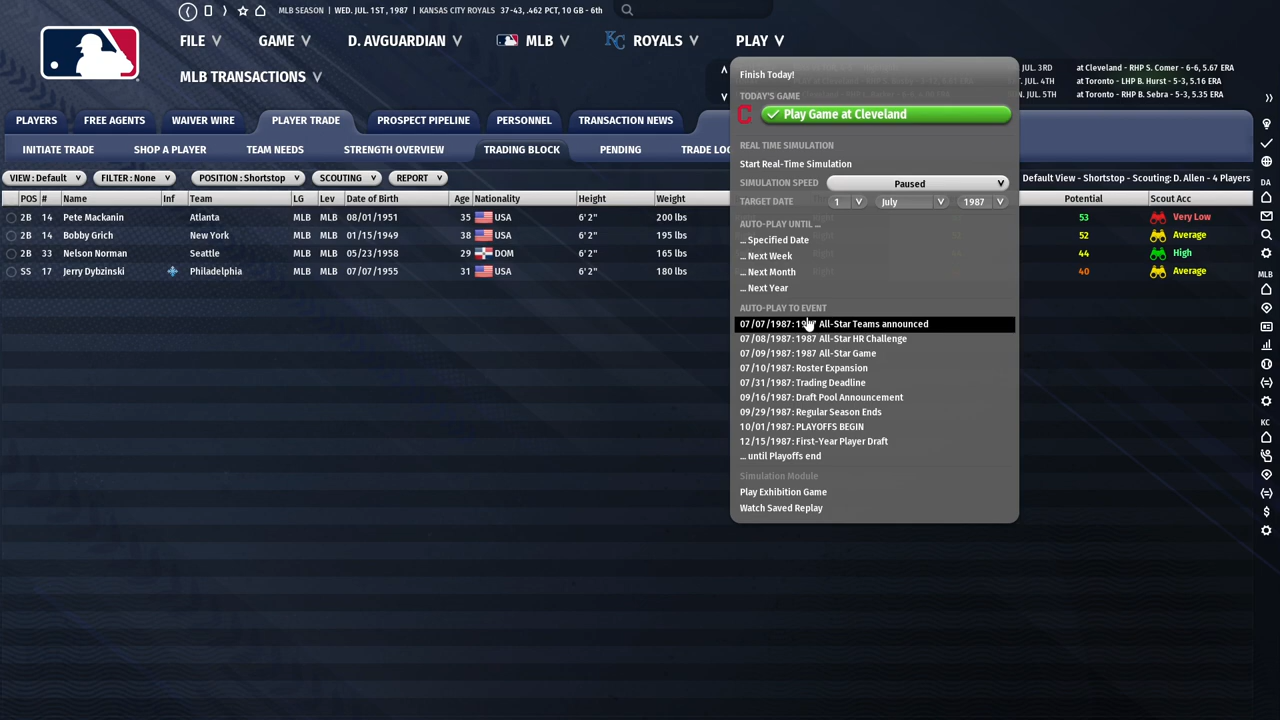 MLB SEASON | WED. JUL. 1ST , 1987 | KANSAS CITY ROYALS 37-43, .462 PCT, 10 GB - 6th
FILE GAME D. AVGUARDIAN MLB ROYALS PLAY
MLB TRANSACTIONS
JUL. 3RD at Cleveland - RHP S. Comer - 6-6, 5.67 ERA
JUL. 4TH at Toronto - LHP B. Hurst - 5-3, 5.16 ERA
UN. JUL. 5TH at Toronto - RHP B. Sebra - 5-3, 5.35 ERA
PLAYERS FREE AGENTS WAIVER WIRE PLAYER TRADE PROSPECT PIPELINE PERSONNEL TRANSACTION NEWS
INITIATE TRADE SHOP A PLAYER TEAM NEEDS STRENGTH OVERVIEW TRADING BLOCK PENDING TRADE LOG
VIEW : Default FILTER : None POSITION : Shortstop SCOUTING REPORT Default View - Shortstop - Scouting: D. Allen - 4 Players
POS # Name Inf Team LG Lev Date of Birth Age Nationality Height Weight Potential Scout Acc
2B 14 Pete Mackanin Atlanta MLB MLB 08/01/1951 35 USA 6' 2" 200 lbs 53 Very Low
2B 14 Bobby Grich New York MLB MLB 01/15/1949 38 USA 6' 2" 195 lbs 52 Average
2B 33 Nelson Norman Seattle MLB MLB 05/23/1958 29 DOM 6' 2" 165 lbs 44 High
SS 17 Jerry Dybzinski Philadelphia MLB MLB 07/07/1955 31 USA 6' 2" 180 lbs 40 Average
Finish Today!
TODAY'S GAME
Play Game at Cleveland
REAL TIME SIMULATION
Start Real-Time Simulation
SIMULATION SPEED Paused
TARGET DATE 1 July 1987
AUTO-PLAY UNTIL ...
... Specified Date
... Next Week
... Next Month
... Next Year
AUTO-PLAY TO EVENT
07/07/1987: 1987 All-Star Teams announced
07/08/1987: 1987 All-Star HR Challenge
07/09/1987: 1987 All-Star Game
07/10/1987: Roster Expansion
07/31/1987: Trading Deadline
09/16/1987: Draft Pool Announcement
09/29/1987: Regular Season Ends
10/01/1987: PLAYOFFS BEGIN
12/15/1987: First-Year Player Draft
... until Playoffs end
Simulation Module
Play Exhibition Game
Watch Saved Replay
DA
MLB
KC